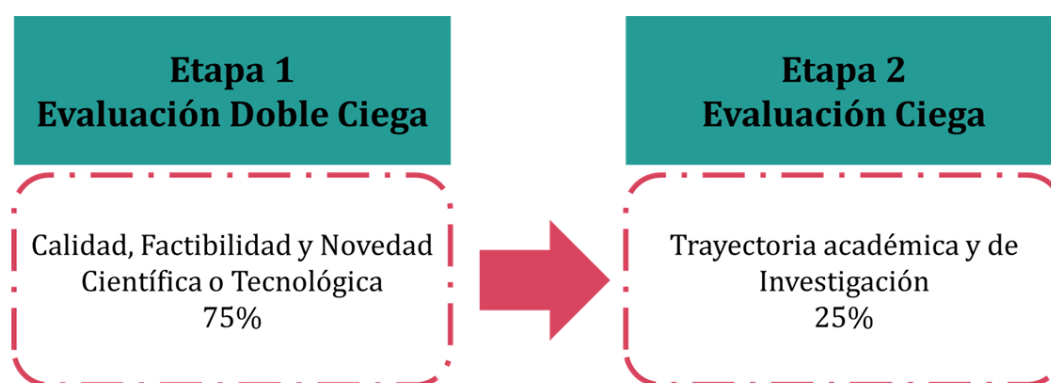 Etapa 1
Evaluación Doble Ciega
Calidad, Factibilidad y Novedad
Científica o Tecnológica
75%
Etapa 2
Evaluación Ciega
Trayectoria académica y de
Investigación
25%